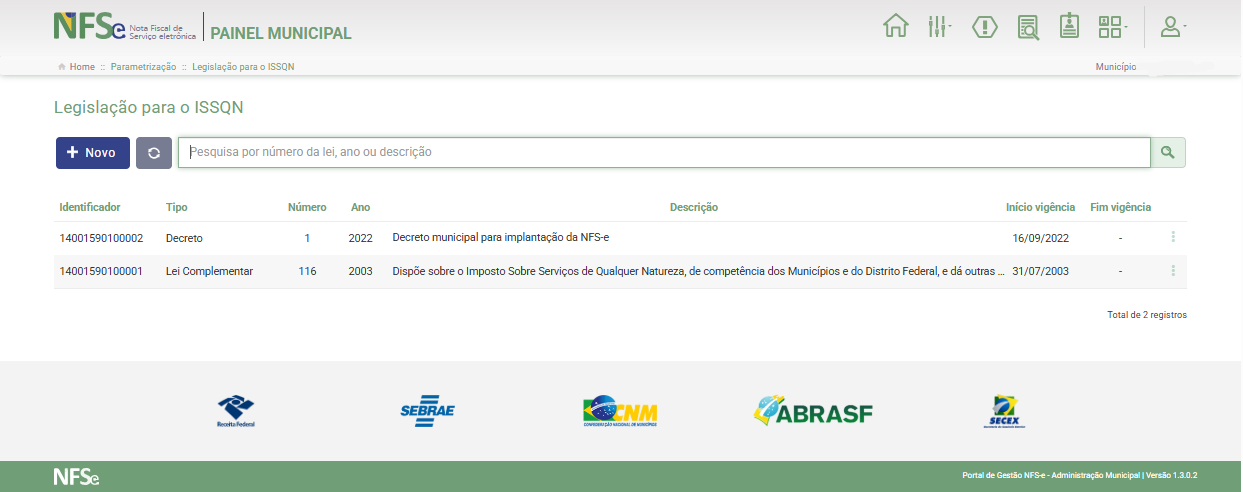 NFSe Nota Fiscal de Serviço eletrônica PAINEL MUNICIPAL
Home :: Parametrização :: Legislação para o ISSQN Município
Legislação para o ISSQN
+ Novo Pesquisa por número da lei, ano ou descrição
Identificador Tipo Número Ano Descrição Início vigência Fim vigência
14001590100002 Decreto 1 2022 Decreto municipal para implantação da NFS-e 16/09/2022 -
14001590100001 Lei Complementar 116 2003 Dispõe sobre o Imposto Sobre Serviços de Qualquer Natureza, de competência dos Municípios e do Distrito Federal, e dá outras ... 31/07/2003 -
Total de 2 registros
Receita Federal SEBRAE CNM ABRASF SECEX
CONFEDERAÇÃO NACIONAL DE MUNICÍPIOS
NFSe Portal de Gestão NFS-e - Administração Municipal | Versão 1.3.0.2